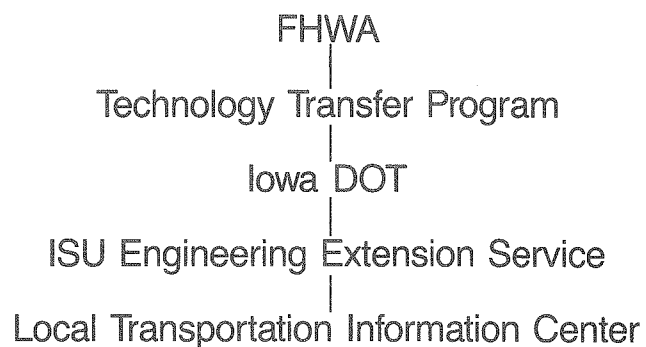 FHWA
Technology Transfer Program
Iowa DOT
ISU Engineering Extension Service
Local Transportation Information Center